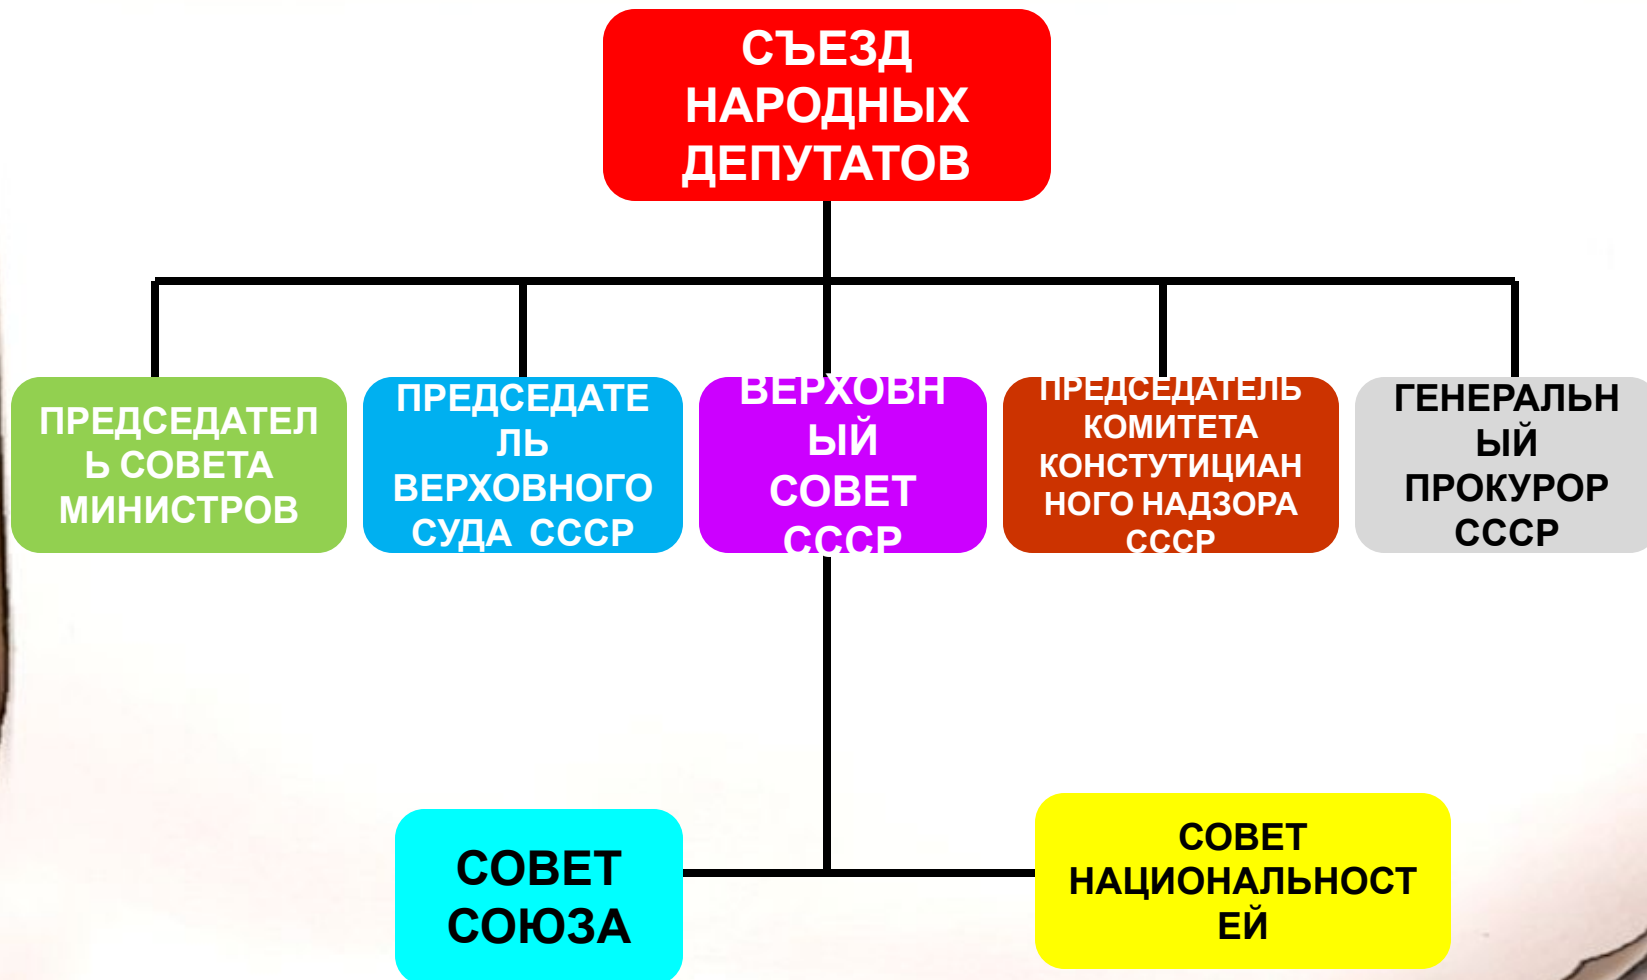 СЪЕЗД
НАРОДНЫХ
ДЕПУТАТОВ
ПРЕДСЕДАТЕЛ
Ь СОВЕТА
МИНИСТРОВ
ПРЕДСЕДАТЕ
ЛЬ
ВЕРХОВНОГО
СУДА СССР
ВЕРХОВН
ЫЙ
СОВЕТ
СССР
ПРЕДСЕДАТЕЛЬ
КОМИТЕТА
КОНСТУТИЦИАН
НОГО НАДЗОРА
СССР
ГЕНЕРАЛЬН
ЫЙ
ПРОКУРОР
СССР
СОВЕТ
СОЮЗА
СОВЕТ
НАЦИОНАЛЬНОСТ
ЕЙ